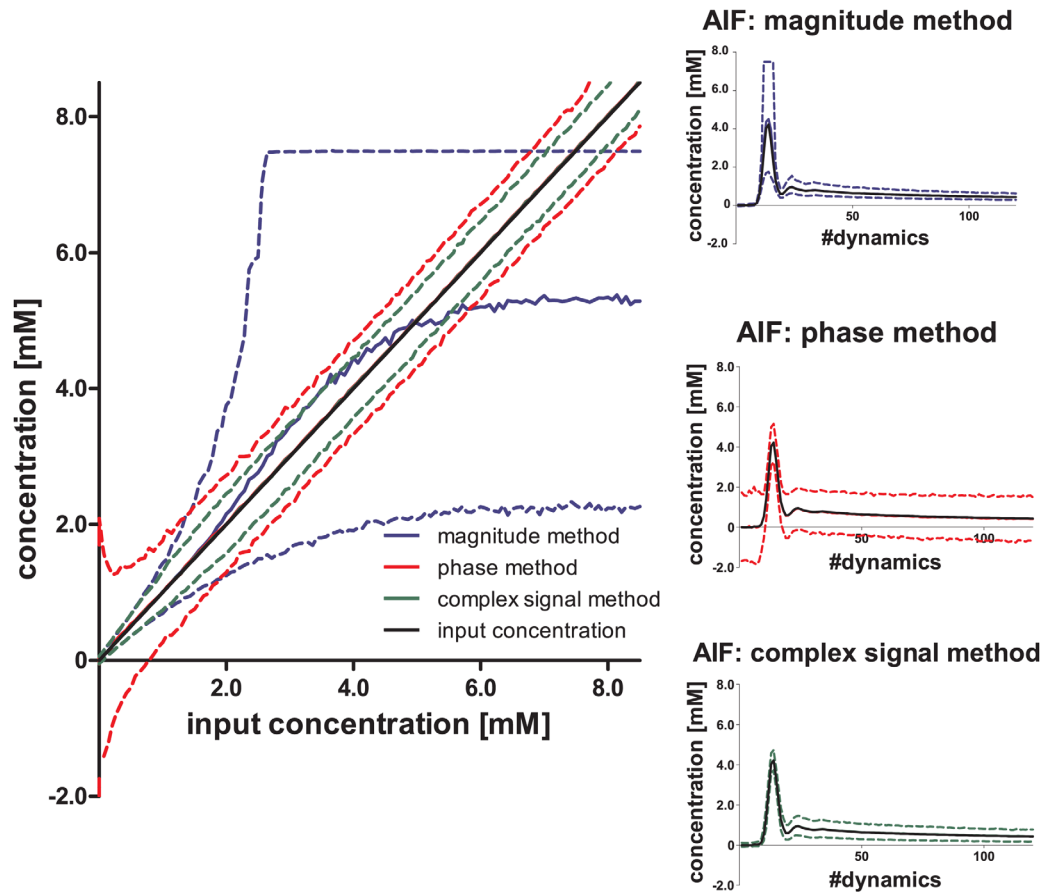 concentration [mM]
8.0
6.0
4.0
2.0
0
-2.0
2.0
4.0
6.0
8.0
input concentration [mM]
magnitude method
phase method
complex signal method
input concentration
AIF: magnitude method
concentration [mM]
8.0
6.0
4.0
2.0
0
-2.0
50
100
#dynamics
AIF: phase method
concentration [mM]
8.0
6.0
4.0
2.0
0
-2.0
50
100
#dynamics
AIF: complex signal method
concentration [mM]
8.0
6.0
4.0
2.0
0
-2.0
50
100
#dynamics